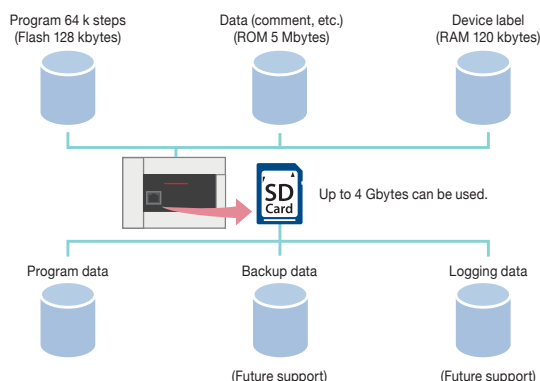 Program 64 k steps
(Flash 128 kbytes)
Data (comment, etc.)
(ROM 5 Mbytes)
Device label
(RAM 120 kbytes)
SD
Card
Up to 4 Gbytes can be used.
Program data
Backup data
Logging data
(Future support)
(Future support)